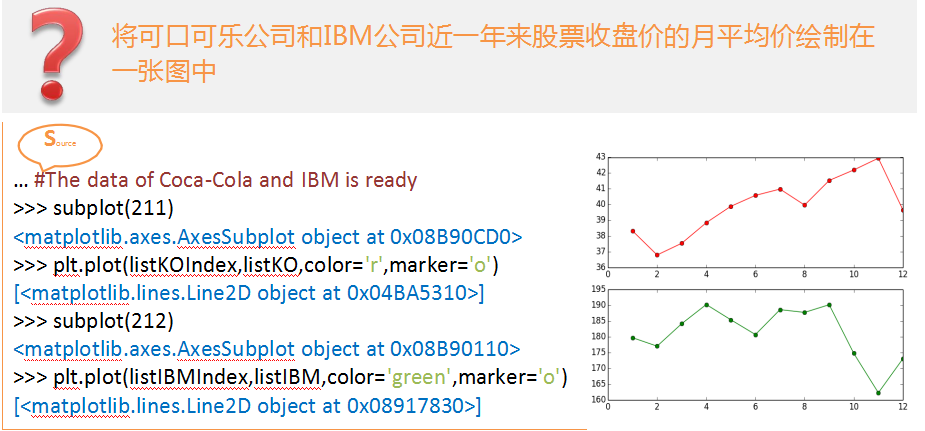 将可口可乐公司和IBM公司近一年来股票收盘价的月平均价绘制在
一张图中
Source
... #The data of Coca-Cola and IBM is ready
>>> subplot(211)
<matplotlib.axes.AxesSubplot object at 0x08B90CD0>
>>> plt.plot(listKOIndex,listKO,color='r',marker='o')
[<matplotlib.lines.Line2D object at 0x04BA5310>]
>>> subplot(212)
<matplotlib.axes.AxesSubplot object at 0x08B90110>
>>> plt.plot(listIBMIndex,listIBM,color='green',marker='o')
[<matplotlib.lines.Line2D object at 0x08917830>]
43
42
41
40
39
38
37
36
0 2 4 6 8 10 12
195
190
185
180
175
170
165
160
0 2 4 6 8 10 12